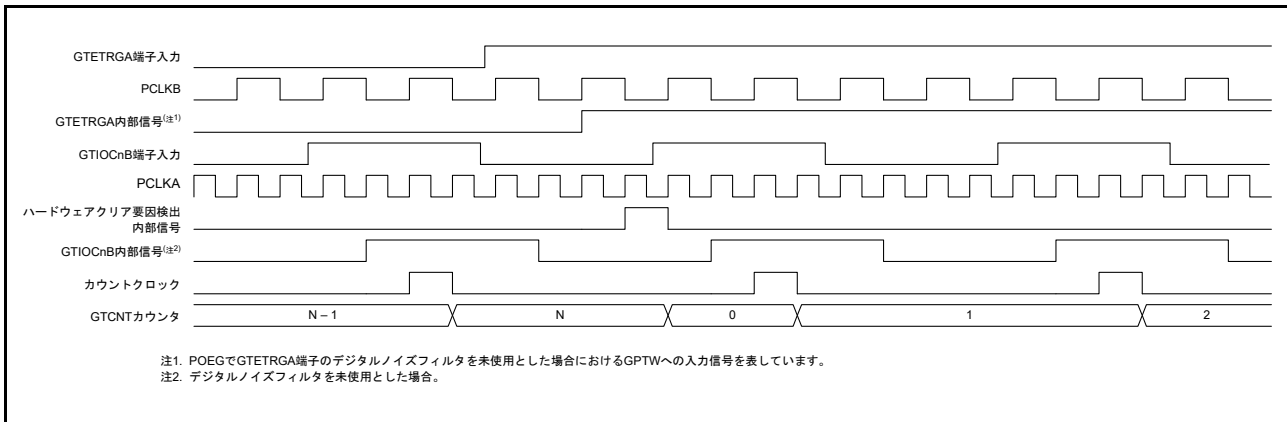 GTETRGA端子入力
PCLKB
GTETRGA内部信号(注1)
GTIOCnB端子入力
PCLKA
ハードウェアクリア要因検出
内部信号
GTIOCnB内部信号(注2)
カウントクロック
GTCNTカウンタ N – 1 N 0 1 2
注1. POEGでGTETRGA端子のデジタルノイズフィルタを未使用とした場合におけるGPTWへの入力信号を表しています。
注2. デジタルノイズフィルタを未使用とした場合。